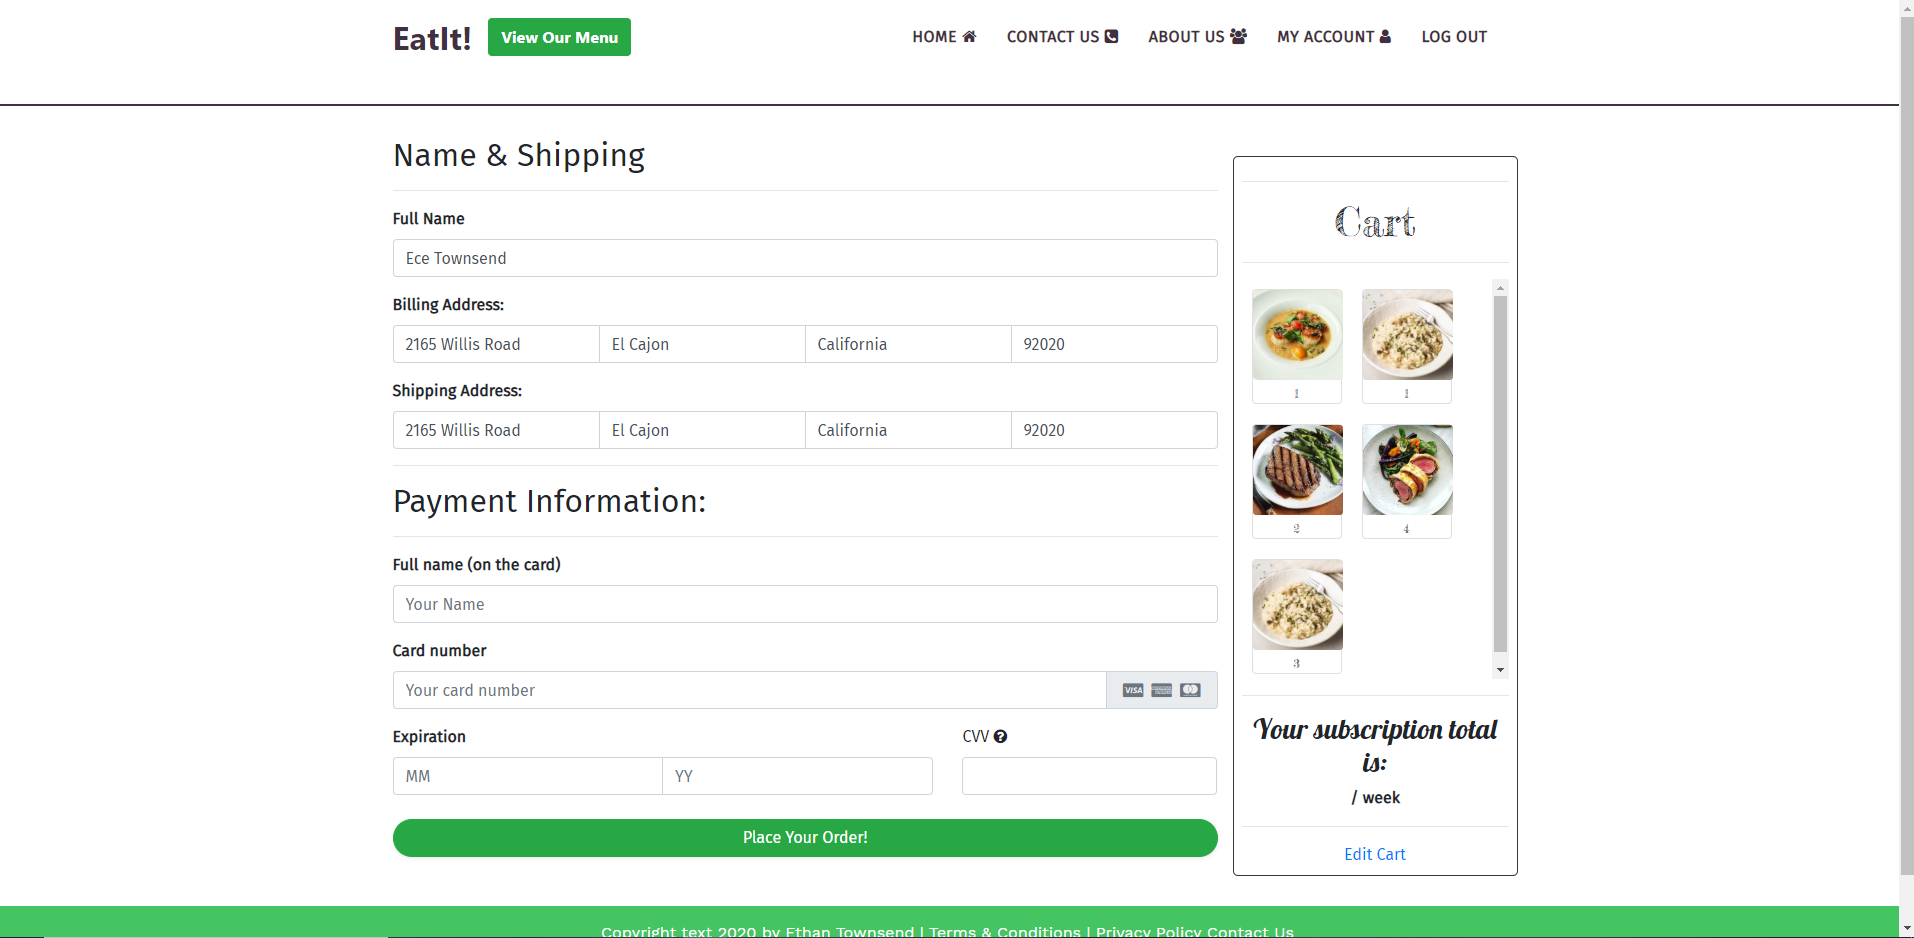 EatIt! View Our Menu HOME CONTACT US ABOUT US MY ACCOUNT LOG OUT
Name & Shipping
Full Name
Ece Townsend
Billing Address:
2165 Willis Road El Cajon California 92020
Shipping Address:
2165 Willis Road El Cajon California 92020
Payment Information:
Full name (on the card)
Your Name
Card number
Your card number VISA
Expiration CVV
MM YY
Place Your Order!
Cart
1 1
2 4
3
Your subscription total
is:
/ week
Edit Cart
Copyright text 2020 by Ethan Townsend | Terms & Conditions | Privacy Policy Contact Us